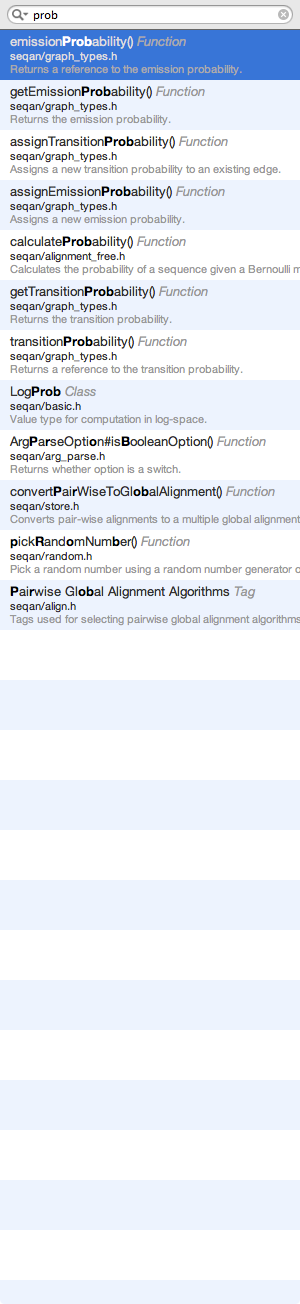 prob
emissionProbability() Function
seqan/graph_types.h
Returns a reference to the emission probability.
getEmissionProbability() Function
seqan/graph_types.h
Returns the emission probability.
assignTransitionProbability() Function
seqan/graph_types.h
Assigns a new transition probability to an existing edge.
assignEmissionProbability() Function
seqan/graph_types.h
Assigns a new emission probability.
calculateProbability() Function
seqan/alignment_free.h
Calculates the probability of a sequence given a Bernoulli m
getTransitionProbability() Function
seqan/graph_types.h
Returns the transition probability.
transitionProbability() Function
seqan/graph_types.h
Returns a reference to the transition probability.
LogProb Class
seqan/basic.h
Value type for computation in log-space.
ArgParseOption#isBooleanOption() Function
seqan/arg_parse.h
Returns whether option is a switch.
convertPairWiseToGlobalAlignment() Function
seqan/store.h
Converts pair-wise alignments to a multiple global alignment
pickRandomNumber() Function
seqan/random.h
Pick a random number using a random number generator o
Pairwise Global Alignment Algorithms Tag
seqan/align.h
Tags used for selecting pairwise global alignment algorithms